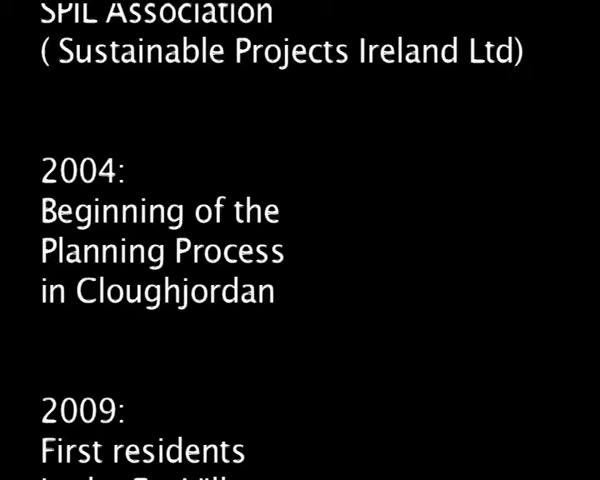 SPIL Association
( Sustainable Projects Ireland Ltd)
2004:
Beginning of the
Planning Process
in Cloughjordan
2009:
First residents